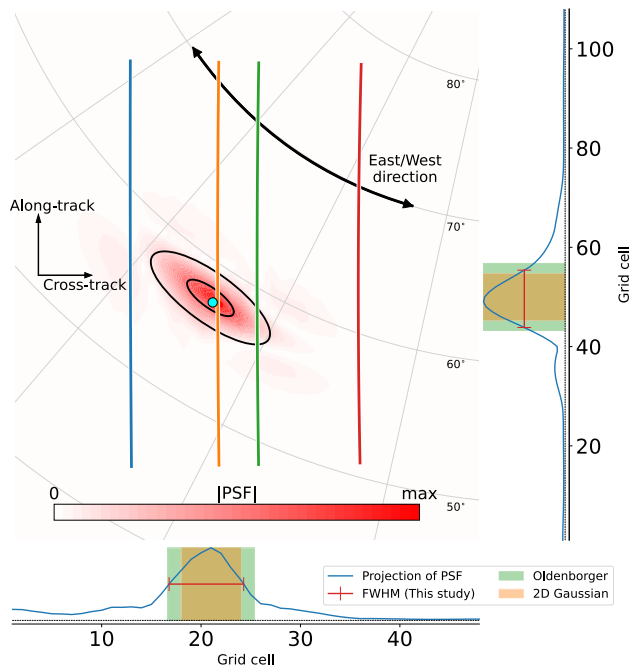 100
80°
East/West
direction
80
Along-track
70°
60
Cross-track
Grid cell
40
60°
20
|PSF|
0
max
50°
Projection of PSF
Oldenborger
FWHM (This study)
2D Gaussian
10
20
30
40
Grid cell